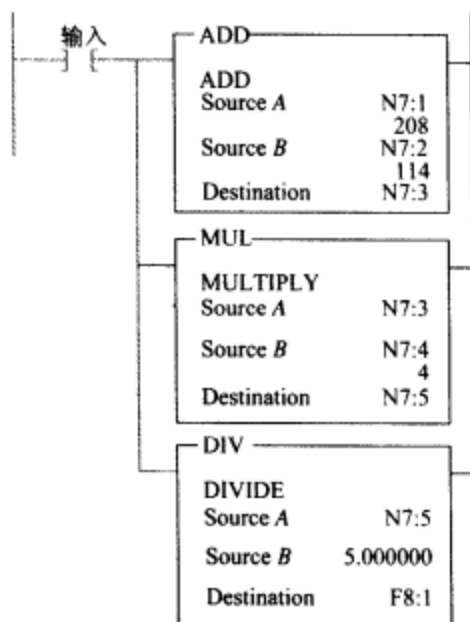 输入
ADD
ADD
Source A N7:1
208
Source B N7:2
114
Destination N7:3
MUL
MULTIPLY
Source A N7:3
Source B N7:4
4
Destination N7:5
DIV
DIVIDE
Source A N7:5
Source B 5.000000
Destination F8:1